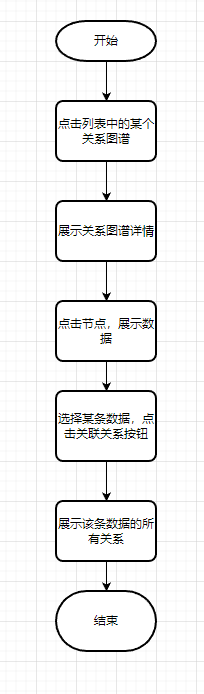 开始
点击列表中的某个
关系图谱
展示关系图谱详情
点击节点，展示数
据
选择某条数据，点
击关联关系按钮
展示该条数据的所
有关系
结束